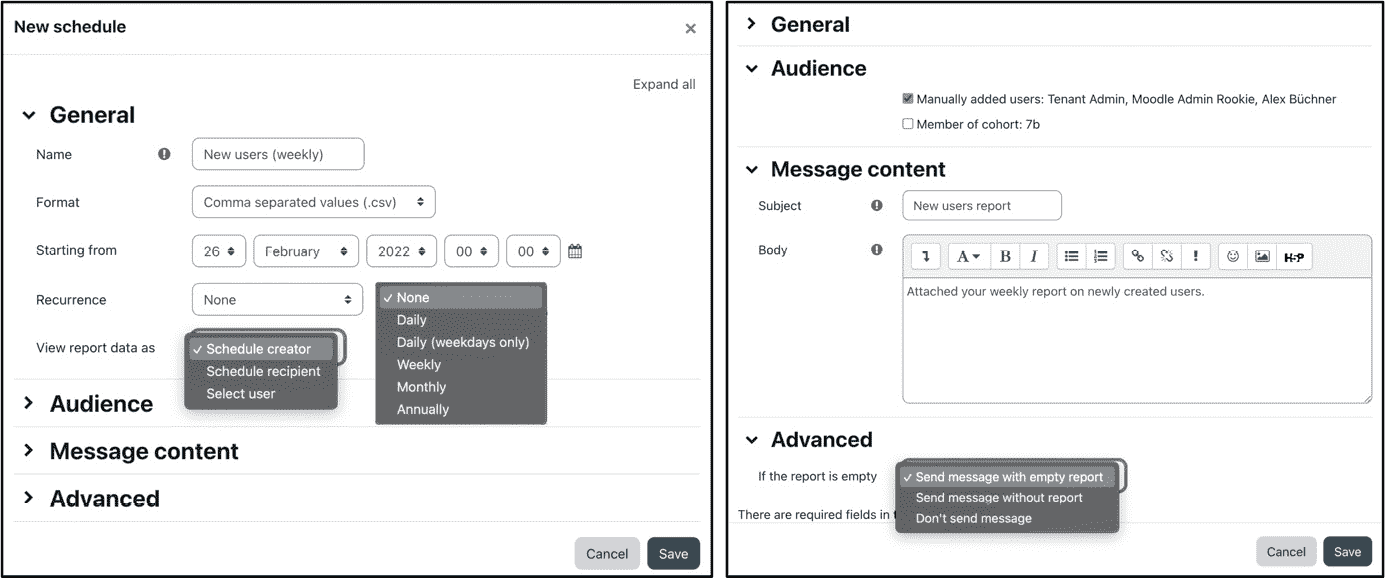 New schedule
×
Expand all
General
Name
New users (weekly)
Format
Comma separated values (.csv)
Starting from
26 February 2022 00 00
Recurrence
None
None
Daily
Daily (weekdays only)
Weekly
Monthly
Annually
View report data as
Schedule creator
Schedule recipient
Select user
Audience
Message content
Advanced
Cancel Save
General
Audience
Manually added users: Tenant Admin, Moodle Admin Rookie, Alex Büchner
Member of cohort: 7b
Message content
Subject
New users report
Body
A B I H-P
Attached your weekly report on newly created users.
Advanced
If the report is empty
Send message with empty report
Send message without report
Don't send message
There are required fields in
Cancel Save